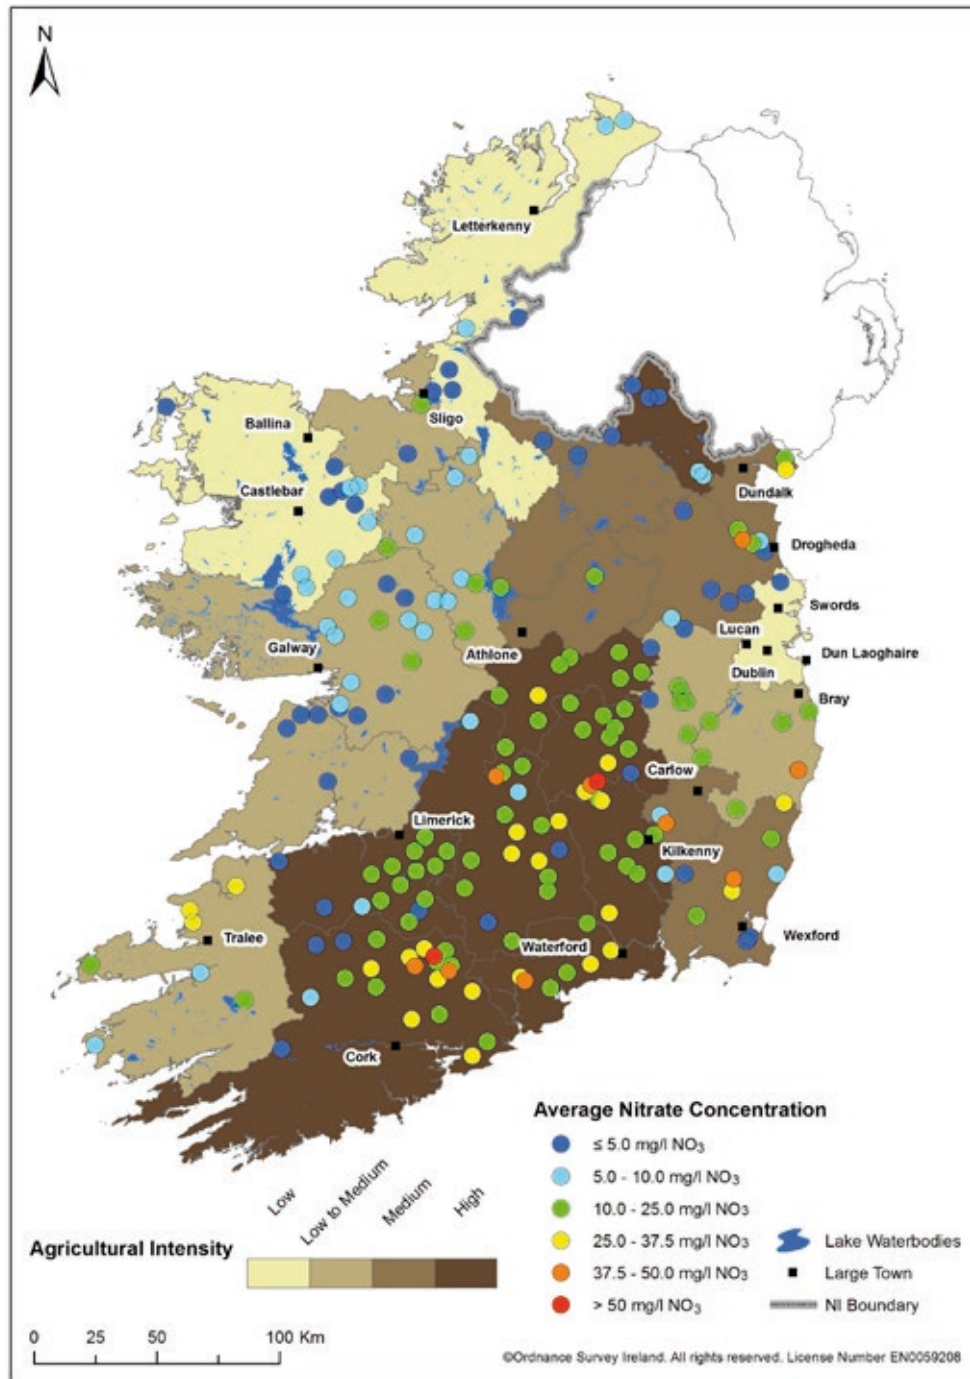 N
Letterkenny
Sligo
Ballina
Castlebar
Dundalk
Drogheda
Swords
Lucan
Galway
Athlone
Dublin
Dun Laoghaire
Bray
Carlow
Limerick
Kilkenny
Tralee
Waterford
Wexford
Cork
Average Nitrate Concentration
≤ 5.0 mg/l NO₃
5.0 - 10.0 mg/l NO₃
10.0 - 25.0 mg/l NO₃
25.0 - 37.5 mg/l NO₃
37.5 - 50.0 mg/l NO₃
> 50 mg/l NO₃
Lake Waterbodies
Large Town
NI Boundary
Low
Low to Medium
Medium
High
Agricultural Intensity
0 25 50 100 Km
©Ordnance Survey Ireland. All rights reserved. License Number EN0059208